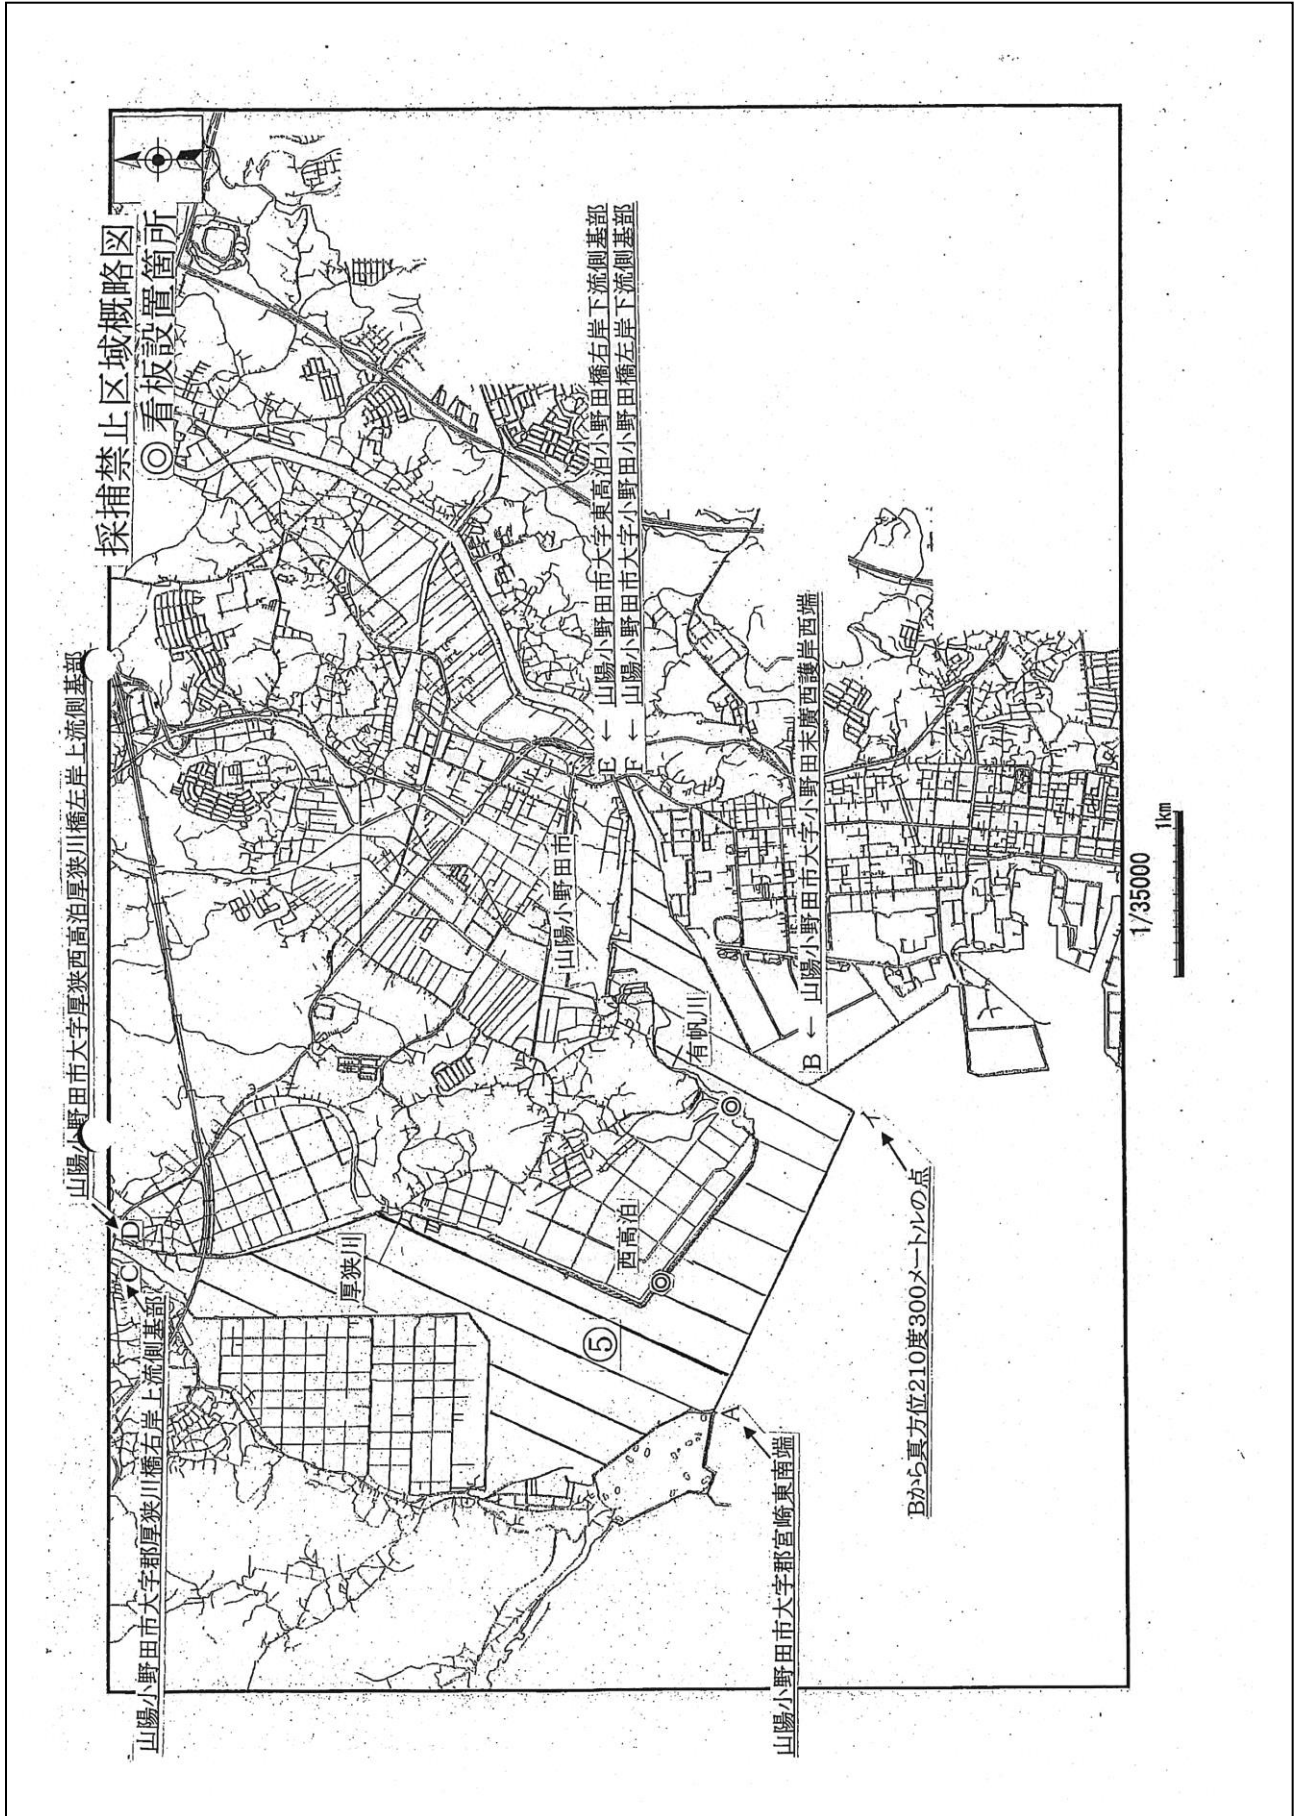 採捕禁止区域概略図
◎看板設置箇所
山陽小野田市大字厚狭西高泊厚狭川橋左岸上流側基部
D
C
山陽小野田市大字郡厚狭川橋右岸上流側基部
厚狭川
E ← 山陽小野田市大字東高泊小野田橋右岸下流側基部
F ← 山陽小野田市大字小野田小野田橋左岸下流側基部
山陽小野田市
西高泊
有帆川
⑤
B ← 山陽小野田市大字小野田末廣西護岸西端
A
山陽小野田市大字郡宮崎東南端
イ
Bから真方位210度300メートルの点
1/35000
1km